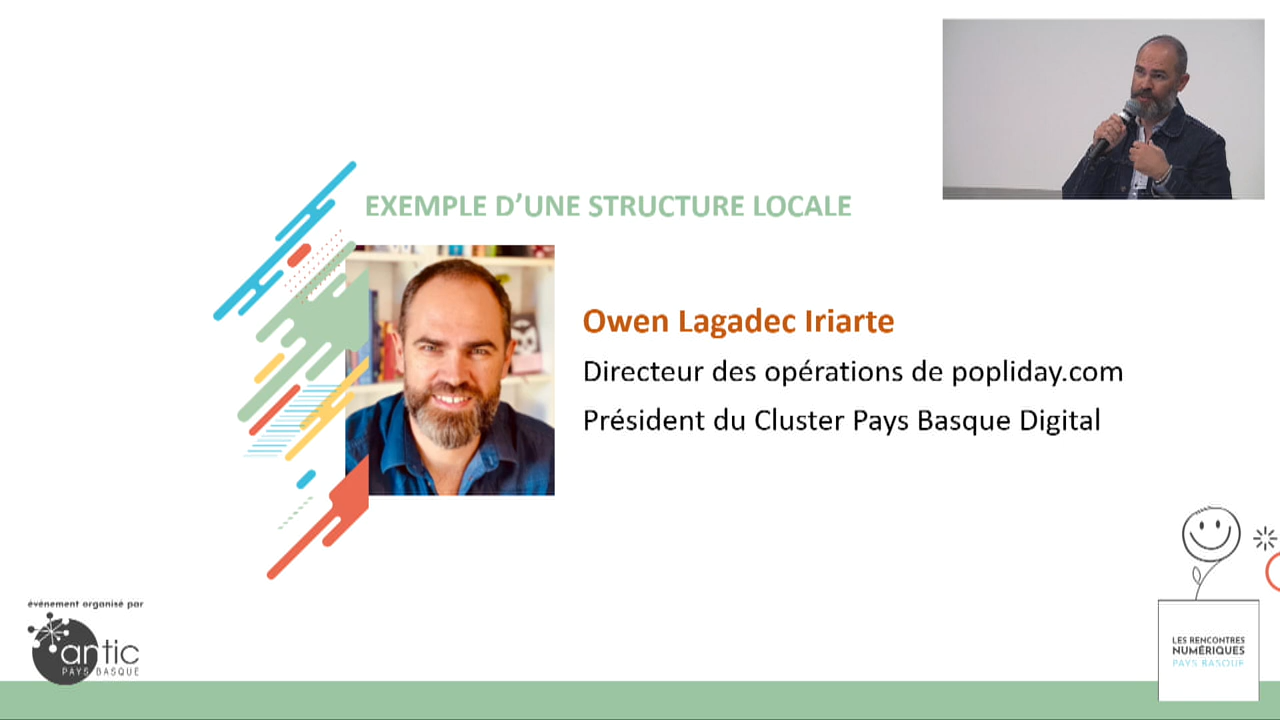 EXEMPLE D'UNE STRUCTURE LOCALE
Owen Lagadec Iriarte
Directeur des opérations de popliday.com
Président du Cluster Pays Basque Digital
évènement organisé par
antic
PAYS BASQUE
LES RENCONTRES
NUMÉRIQUES
PAYS BASQUE